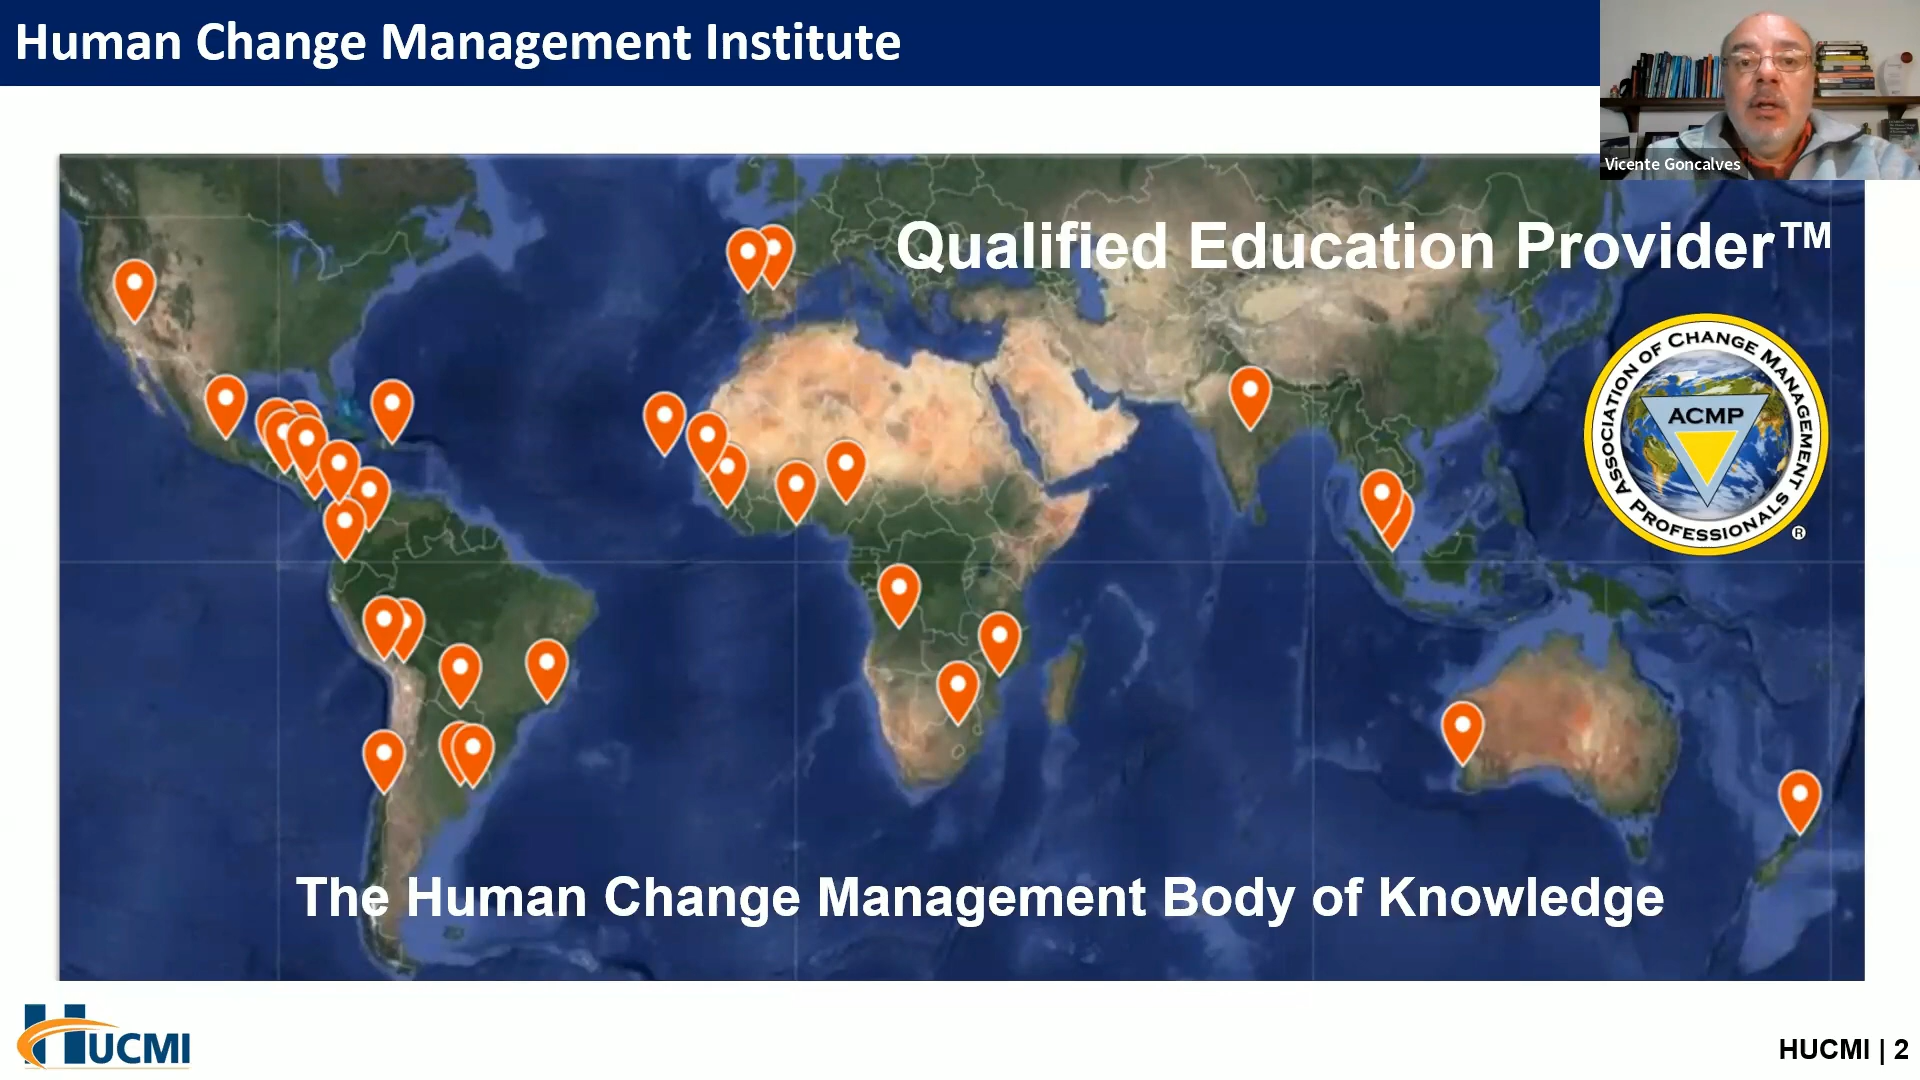 Human Change Management Institute
Vicente Goncalves
Qualified Education Provider™
ASSOCIATION OF CHANGE MANAGEMENT PROFESSIONALS
ACMP
®
The Human Change Management Body of Knowledge
HUCMI
HUCMI | 2